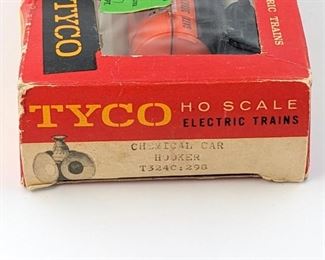 TYCO
ELECTRIC TRAINS
TYCO HO SCALE
ELECTRIC TRAINS
CHEMICAL CAR
HOOKER
T324C:298